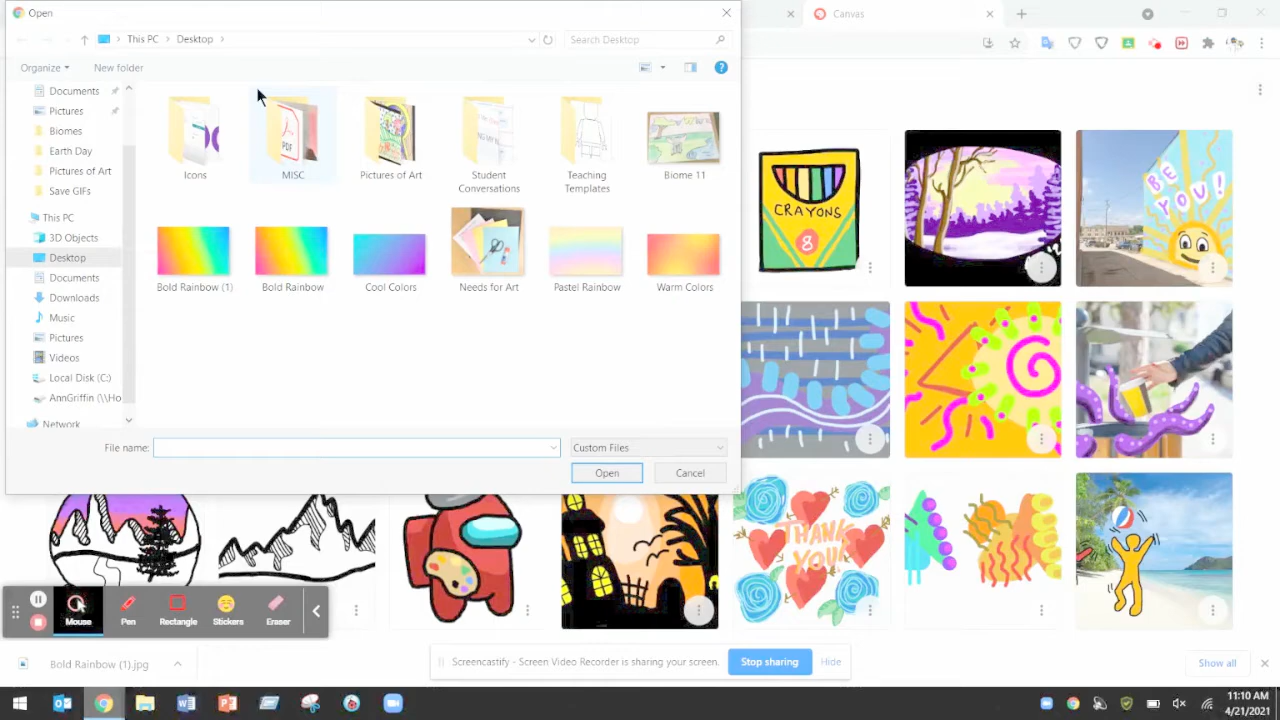 Open
Canvas
This PC
Desktop
Search Desktop
Organize
New folder
Documents
Pictures
Biomes
Earth Day
Pictures of Art
Save GIFs
This PC
3D Objects
Desktop
Documents
Downloads
Music
Pictures
Videos
Local Disk (C:)
AnnGriffin (\\Ho
Network
Icons
PDF
MISC
Pictures of Art
Student
Conversations
Teaching
Templates
Biome 11
Bold Rainbow (1)
Bold Rainbow
Cool Colors
Needs for Art
Pastel Rainbow
Warm Colors
File name:
Custom Files
Open
Cancel
CRAYONS
8
BE
YOU!
THANK
YOU!
Mouse
Pen
Rectangle
Stickers
Eraser
Bold Rainbow (1).jpg
Screencastify - Screen Video Recorder is sharing your screen.
Stop sharing
Hide
Show all
11:10 AM
4/21/2021